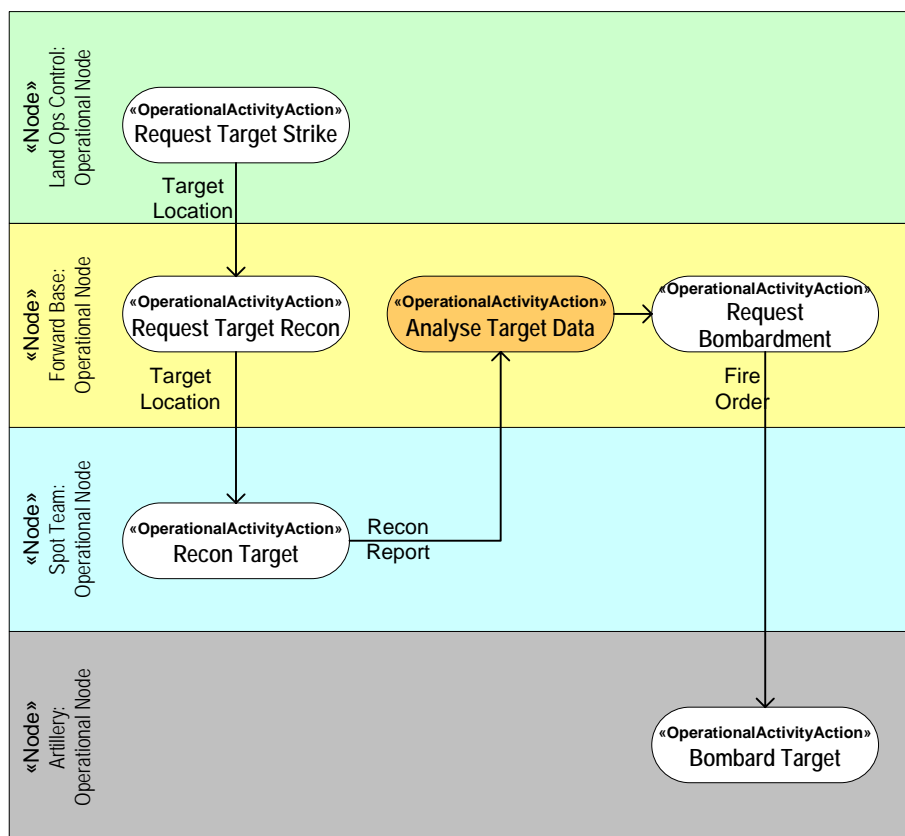 «Node»
Land Ops Control:
Operational Node
«OperationalActivityAction»
Request Target Strike
Target
Location
«Node»
Forward Base:
Operational Node
«OperationalActivityAction»
Request Target Recon
«OperationalActivityAction»
Analyse Target Data
«OperationalActivityAction»
Request
Bombardment
Target
Location
Fire
Order
«Node»
Spot Team:
Operational Node
«OperationalActivityAction»
Recon Target
Recon
Report
«Node»
Artillery:
Operational Node
«OperationalActivityAction»
Bombard Target